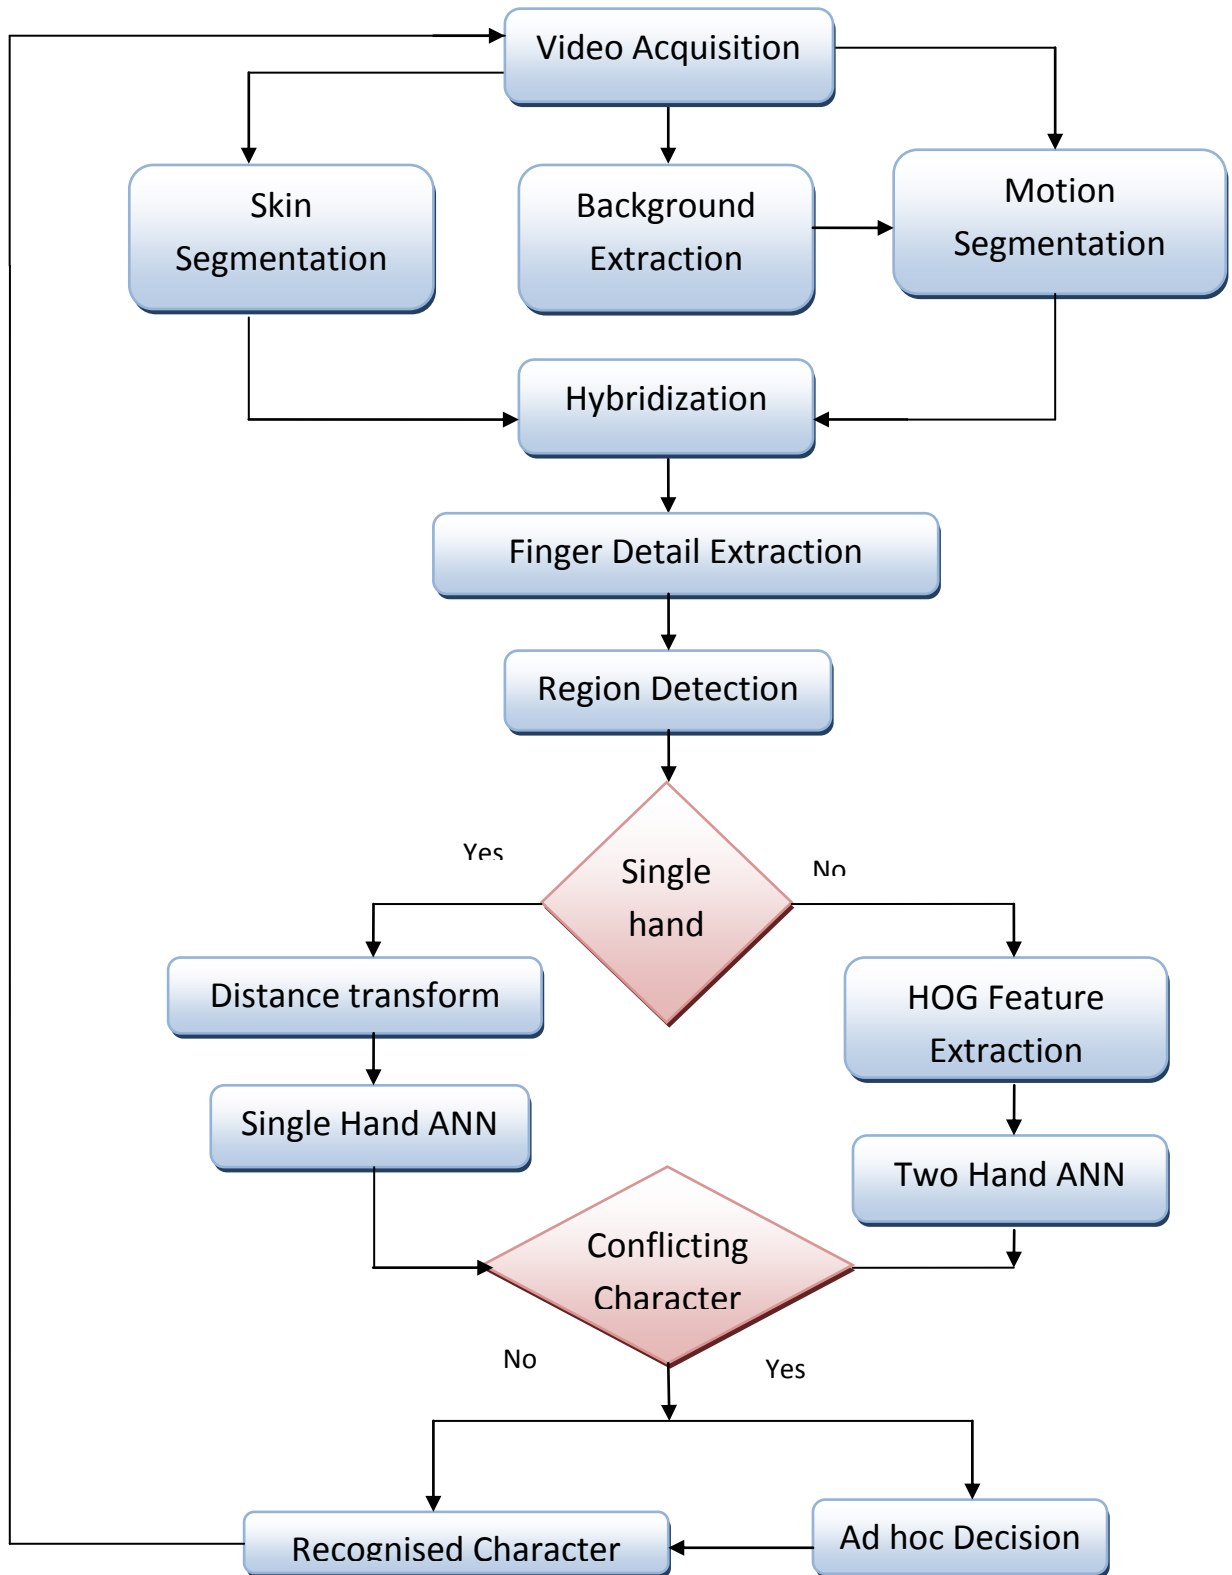 Video Acquisition
Skin
Segmentation
Background
Extraction
Motion
Segmentation
Hybridization
Finger Detail Extraction
Region Detection
Yes
Single
hand
No
Distance transform
HOG Feature
Extraction
Single Hand ANN
Two Hand ANN
Conflicting
Character
No
Yes
Recognised Character
Ad hoc Decision